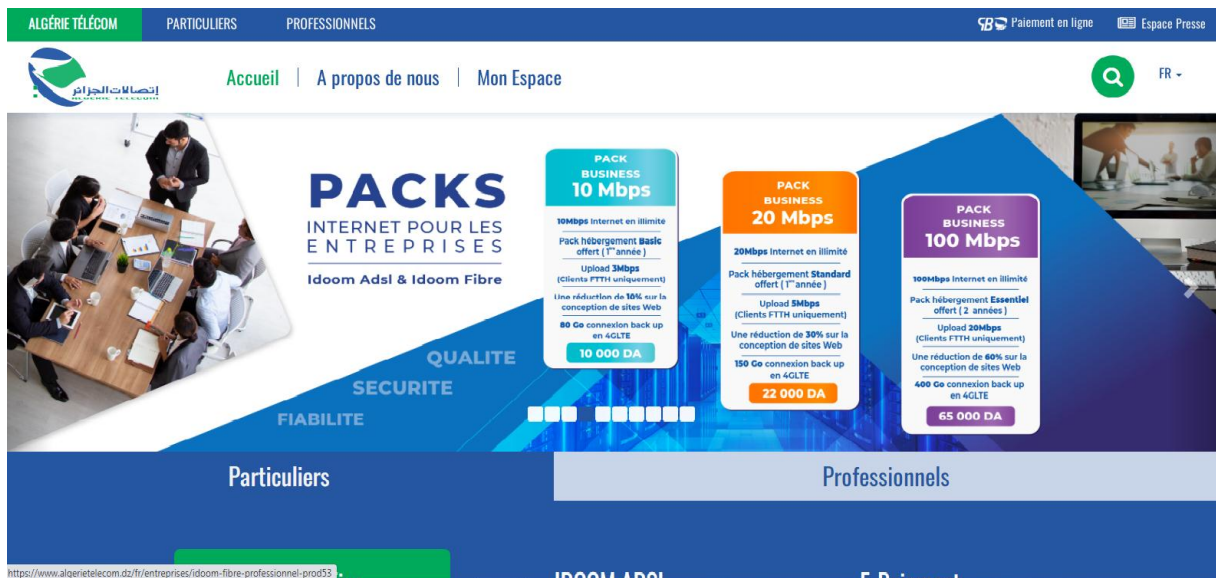 ALGÉRIE TÉLÉCOM
PARTICULIERS
PROFESSIONNELS
Paiement en ligne
Espace Presse
إتصالات الجزائر
ALGERIE TELECOM
Accueil
A propos de nous
Mon Espace
FR
PACKS
INTERNET POUR LES
ENTREPRISES
Idoom Adsl & Idoom Fibre
QUALITE
SECURITE
FIABILITE
PACK
BUSINESS
10 Mbps
10Mbps Internet en illimité
Pack hébergement Basic
offert ( 1ère année )
Upload 3Mbps
(Clients FTTH uniquement)
Une réduction de 10% sur la
conception de sites Web
80 Go connexion back up
en 4GLTE
10 000 DA
PACK
BUSINESS
20 Mbps
20Mbps Internet en illimité
Pack hébergement Standard
offert ( 1ère année )
Upload 5Mbps
(Clients FTTH uniquement)
Une réduction de 30% sur la
conception de sites Web
150 Go connexion back up
en 4GLTE
22 000 DA
PACK
BUSINESS
100 Mbps
100Mbps Internet en illimité
Pack hébergement Essentiel
offert ( 2 années )
Upload 20Mbps
(Clients FTTH uniquement)
Une réduction de 60% sur la
conception de sites Web
400 Go connexion back up
en 4GLTE
65 000 DA
Particuliers
Professionnels
IDOOM ADSL
E-Paiement
https://www.algerietelecom.dz/fr/entreprises/idoom-fibre-professionnel-prod53